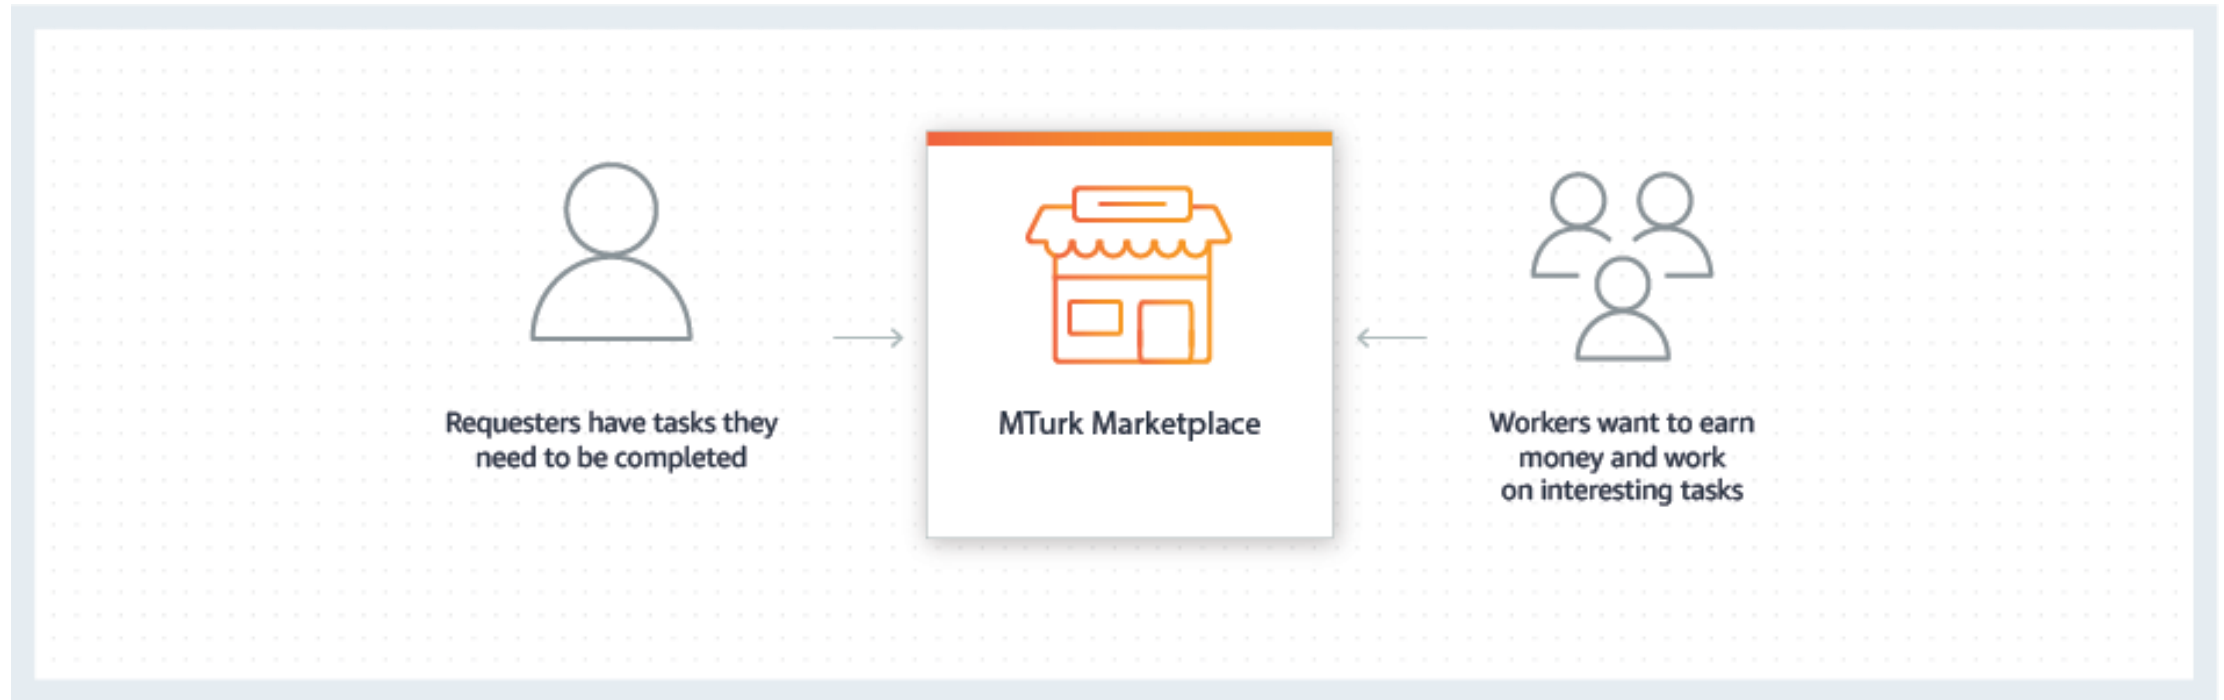 Requesters have tasks they
need to be completed
MTurk Marketplace
Workers want to earn
money and work
on interesting tasks